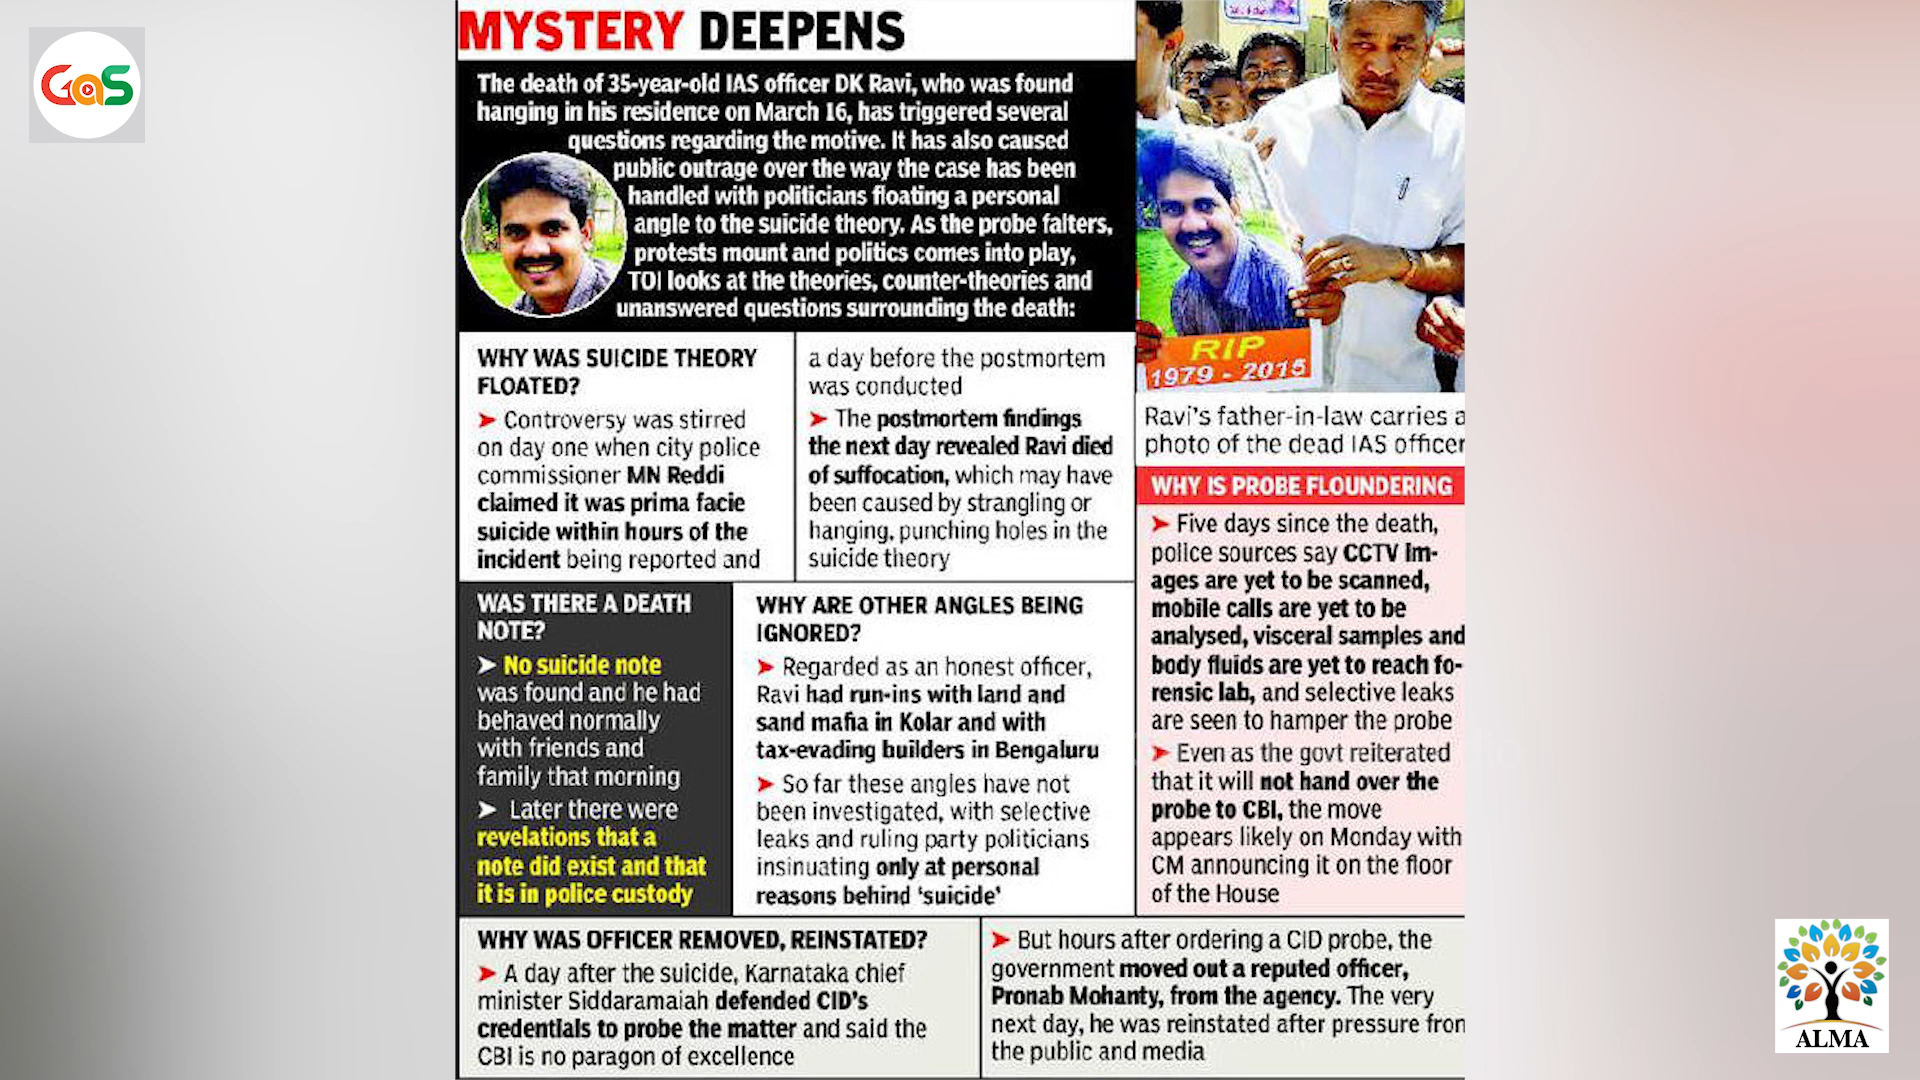 GaS
MYSTERY DEEPENS
The death of 35-year-old IAS officer DK Ravi, who was found
hanging in his residence on March 16, has triggered several
questions regarding the motive. It has also caused
public outrage over the way the case has been
handled with politicians floating a personal
angle to the suicide theory. As the probe falters,
protests mount and politics comes into play,
TOI looks at the theories, counter-theories and
unanswered questions surrounding the death:
RIP
1979 - 2015
Ravi's father-in-law carries a
photo of the dead IAS officer
WHY WAS SUICIDE THEORY
FLOATED?
➤ Controversy was stirred
on day one when city police
commissioner MN Reddi
claimed it was prima facie
suicide within hours of the
incident being reported and
a day before the postmortem
was conducted
➤ The postmortem findings
the next day revealed Ravi died
of suffocation, which may have
been caused by strangling or
hanging, punching holes in the
suicide theory
WHY IS PROBE FLOUNDERING
➤ Five days since the death,
police sources say CCTV im-
ages are yet to be scanned,
mobile calls are yet to be
analysed, visceral samples and
body fluids are yet to reach fo-
rensic lab, and selective leaks
are seen to hamper the probe
➤ Even as the govt reiterated
that it will not hand over the
probe to CBI, the move
appears likely on Monday with
CM announcing it on the floor
of the House
WAS THERE A DEATH
NOTE?
➤ No suicide note
was found and he had
behaved normally
with friends and
family that morning
➤ Later there were
revelations that a
note did exist and that
it is in police custody
WHY ARE OTHER ANGLES BEING
IGNORED?
➤ Regarded as an honest officer,
Ravi had run-ins with land and
sand mafia in Kolar and with
tax-evading builders in Bengaluru
➤ So far these angles have not
been investigated, with selective
leaks and ruling party politicians
insinuating only at personal
reasons behind 'suicide'
WHY WAS OFFICER REMOVED, REINSTATED?
➤ A day after the suicide, Karnataka chief
minister Siddaramaiah defended CID's
credentials to probe the matter and said the
CBI is no paragon of excellence
➤ But hours after ordering a CID probe, the
government moved out a reputed officer,
Pronab Mohanty, from the agency. The very
next day, he was reinstated after pressure from
the public and media
ALMA